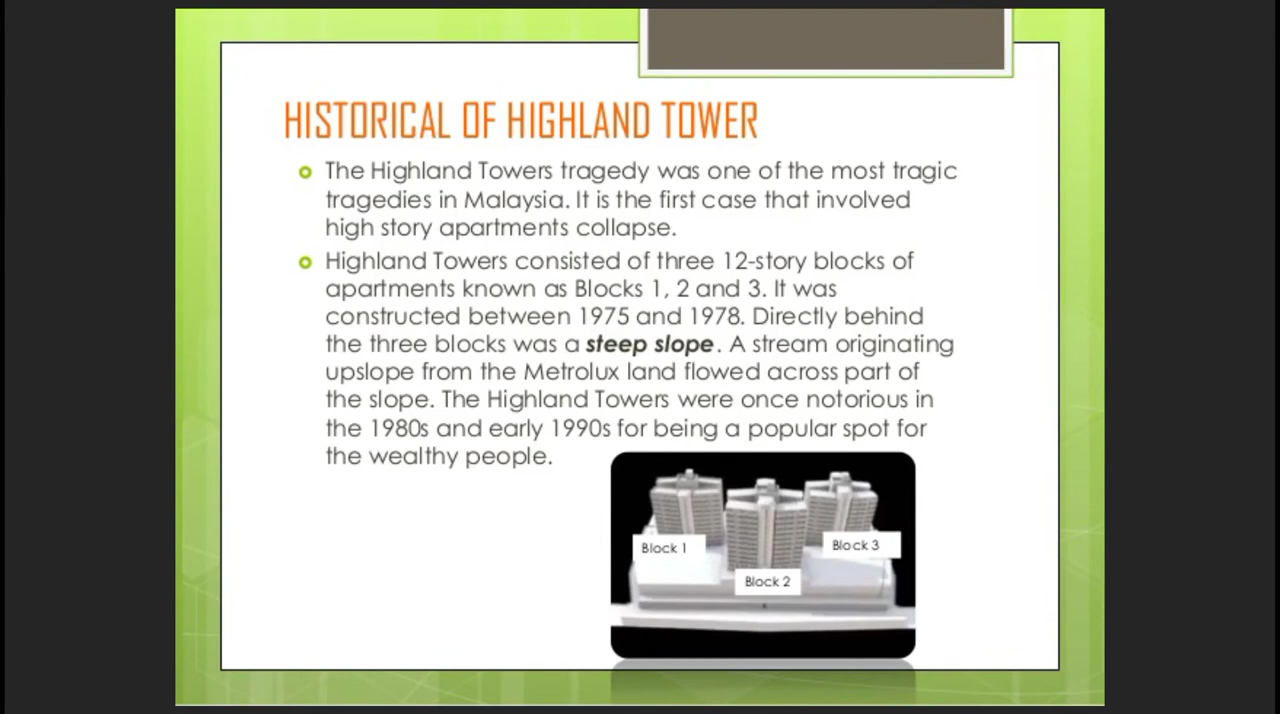 HISTORICAL OF HIGHLAND TOWER
The Highland Towers tragedy was one of the most tragic
tragedies in Malaysia. It is the first case that involved
high story apartments collapse.
Highland Towers consisted of three 12-story blocks of
apartments known as Blocks 1, 2 and 3. It was
constructed between 1975 and 1978. Directly behind
the three blocks was a steep slope. A stream originating
upslope from the Metrolux land flowed across part of
the slope. The Highland Towers were once notorious in
the 1980s and early 1990s for being a popular spot for
the wealthy people.
Block 1
Block 2
Block 3